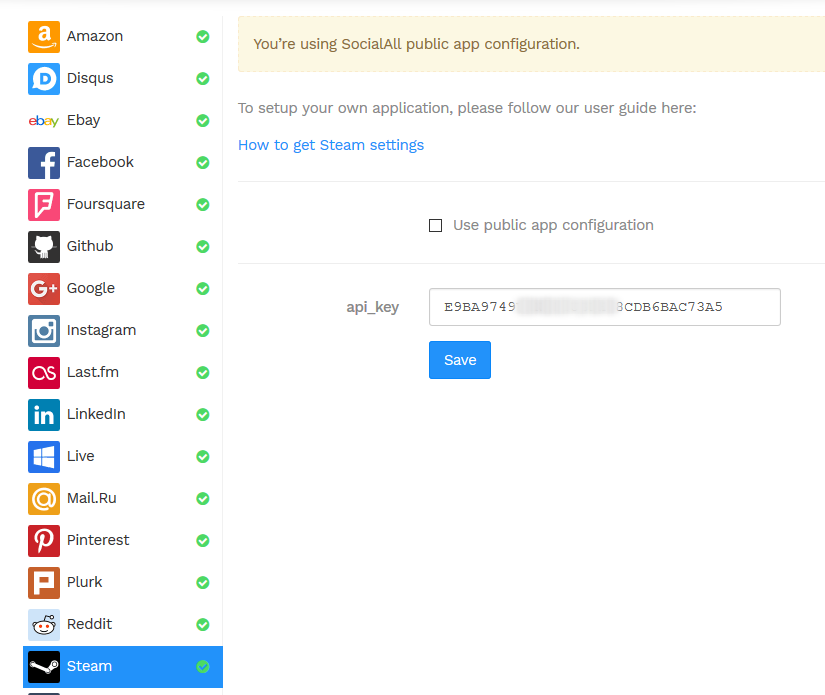 Amazon
Disqus
ebay Ebay
Facebook
Foursquare
Github
G+ Google
Instagram
Last.fm
in LinkedIn
Live
Mail.Ru
Pinterest
Plurk
Reddit
Steam
You’re using SocialAll public app configuration.
To setup your own application, please follow our user guide here:
How to get Steam settings
Use public app configuration
api_key
E9BA9749 CDB6BAC73A5
Save